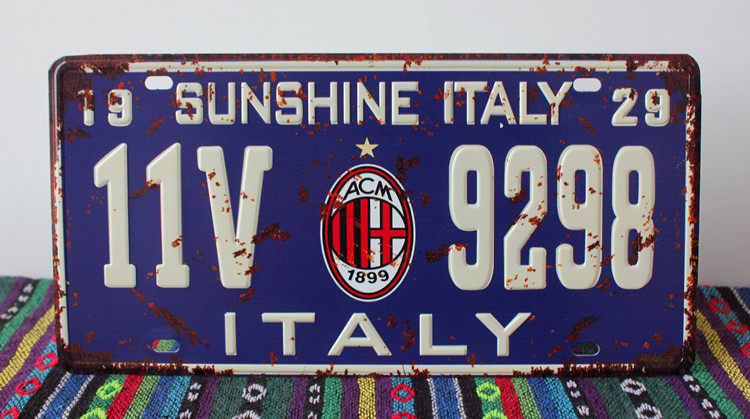 19 SUNSHINE ITALY 29
11V 9298
ACM
1899
ITALY